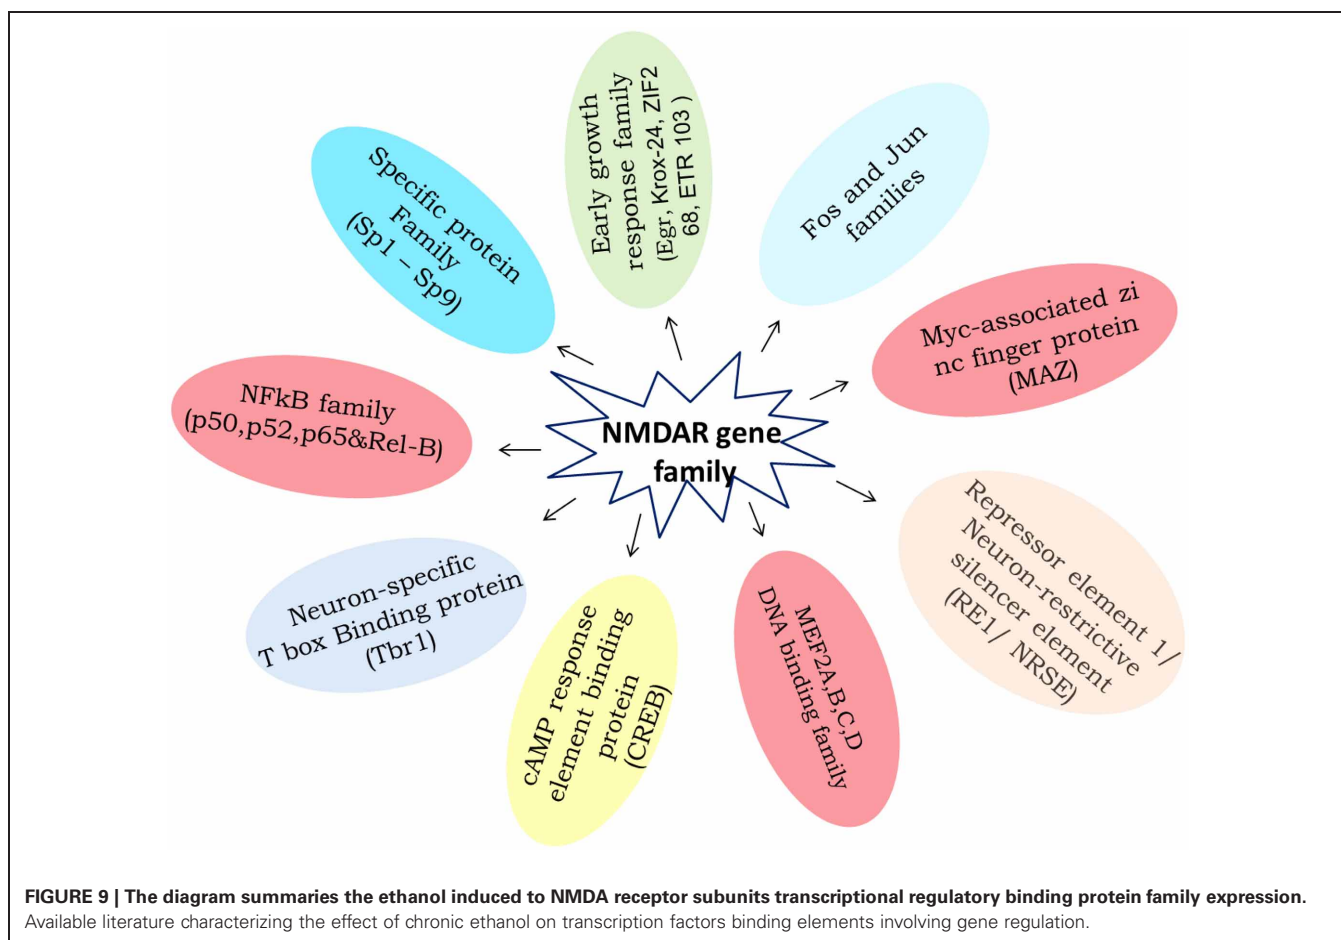 Early growth
response family
(Egr, Krox-24, ZIF2
68, ETR 103 )
Fos and Jun
families
Specific protein
Family
(Sp1 – Sp9)
Myc-associated zi
nc finger protein
(MAZ)
NFkB family
(p50,p52,p65&Rel-B)
NMDAR gene
family
Repressor element 1/
Neuron-restrictive
silencer element
(RE1/ NRSE)
Neuron-specific
T box Binding protein
(Tbr1)
cAMP response
element binding
protein
(CREB)
MEF2A,B,C,D
DNA binding family
FIGURE 9 | The diagram summaries the ethanol induced to NMDA receptor subunits transcriptional regulatory binding protein family expression.
Available literature characterizing the effect of chronic ethanol on transcription factors binding elements involving gene regulation.